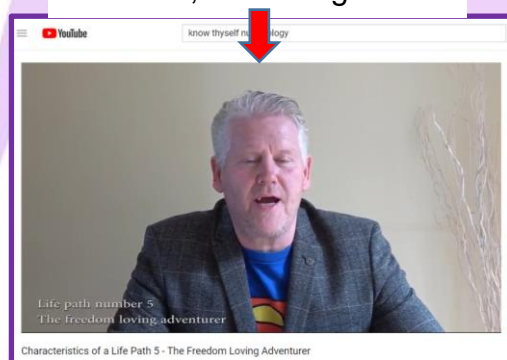 YouTube
know thyself nu ology
Life path number 5
The freedom loving adventurer
Characteristics of a Life Path 5 - The Freedom Loving Adventurer